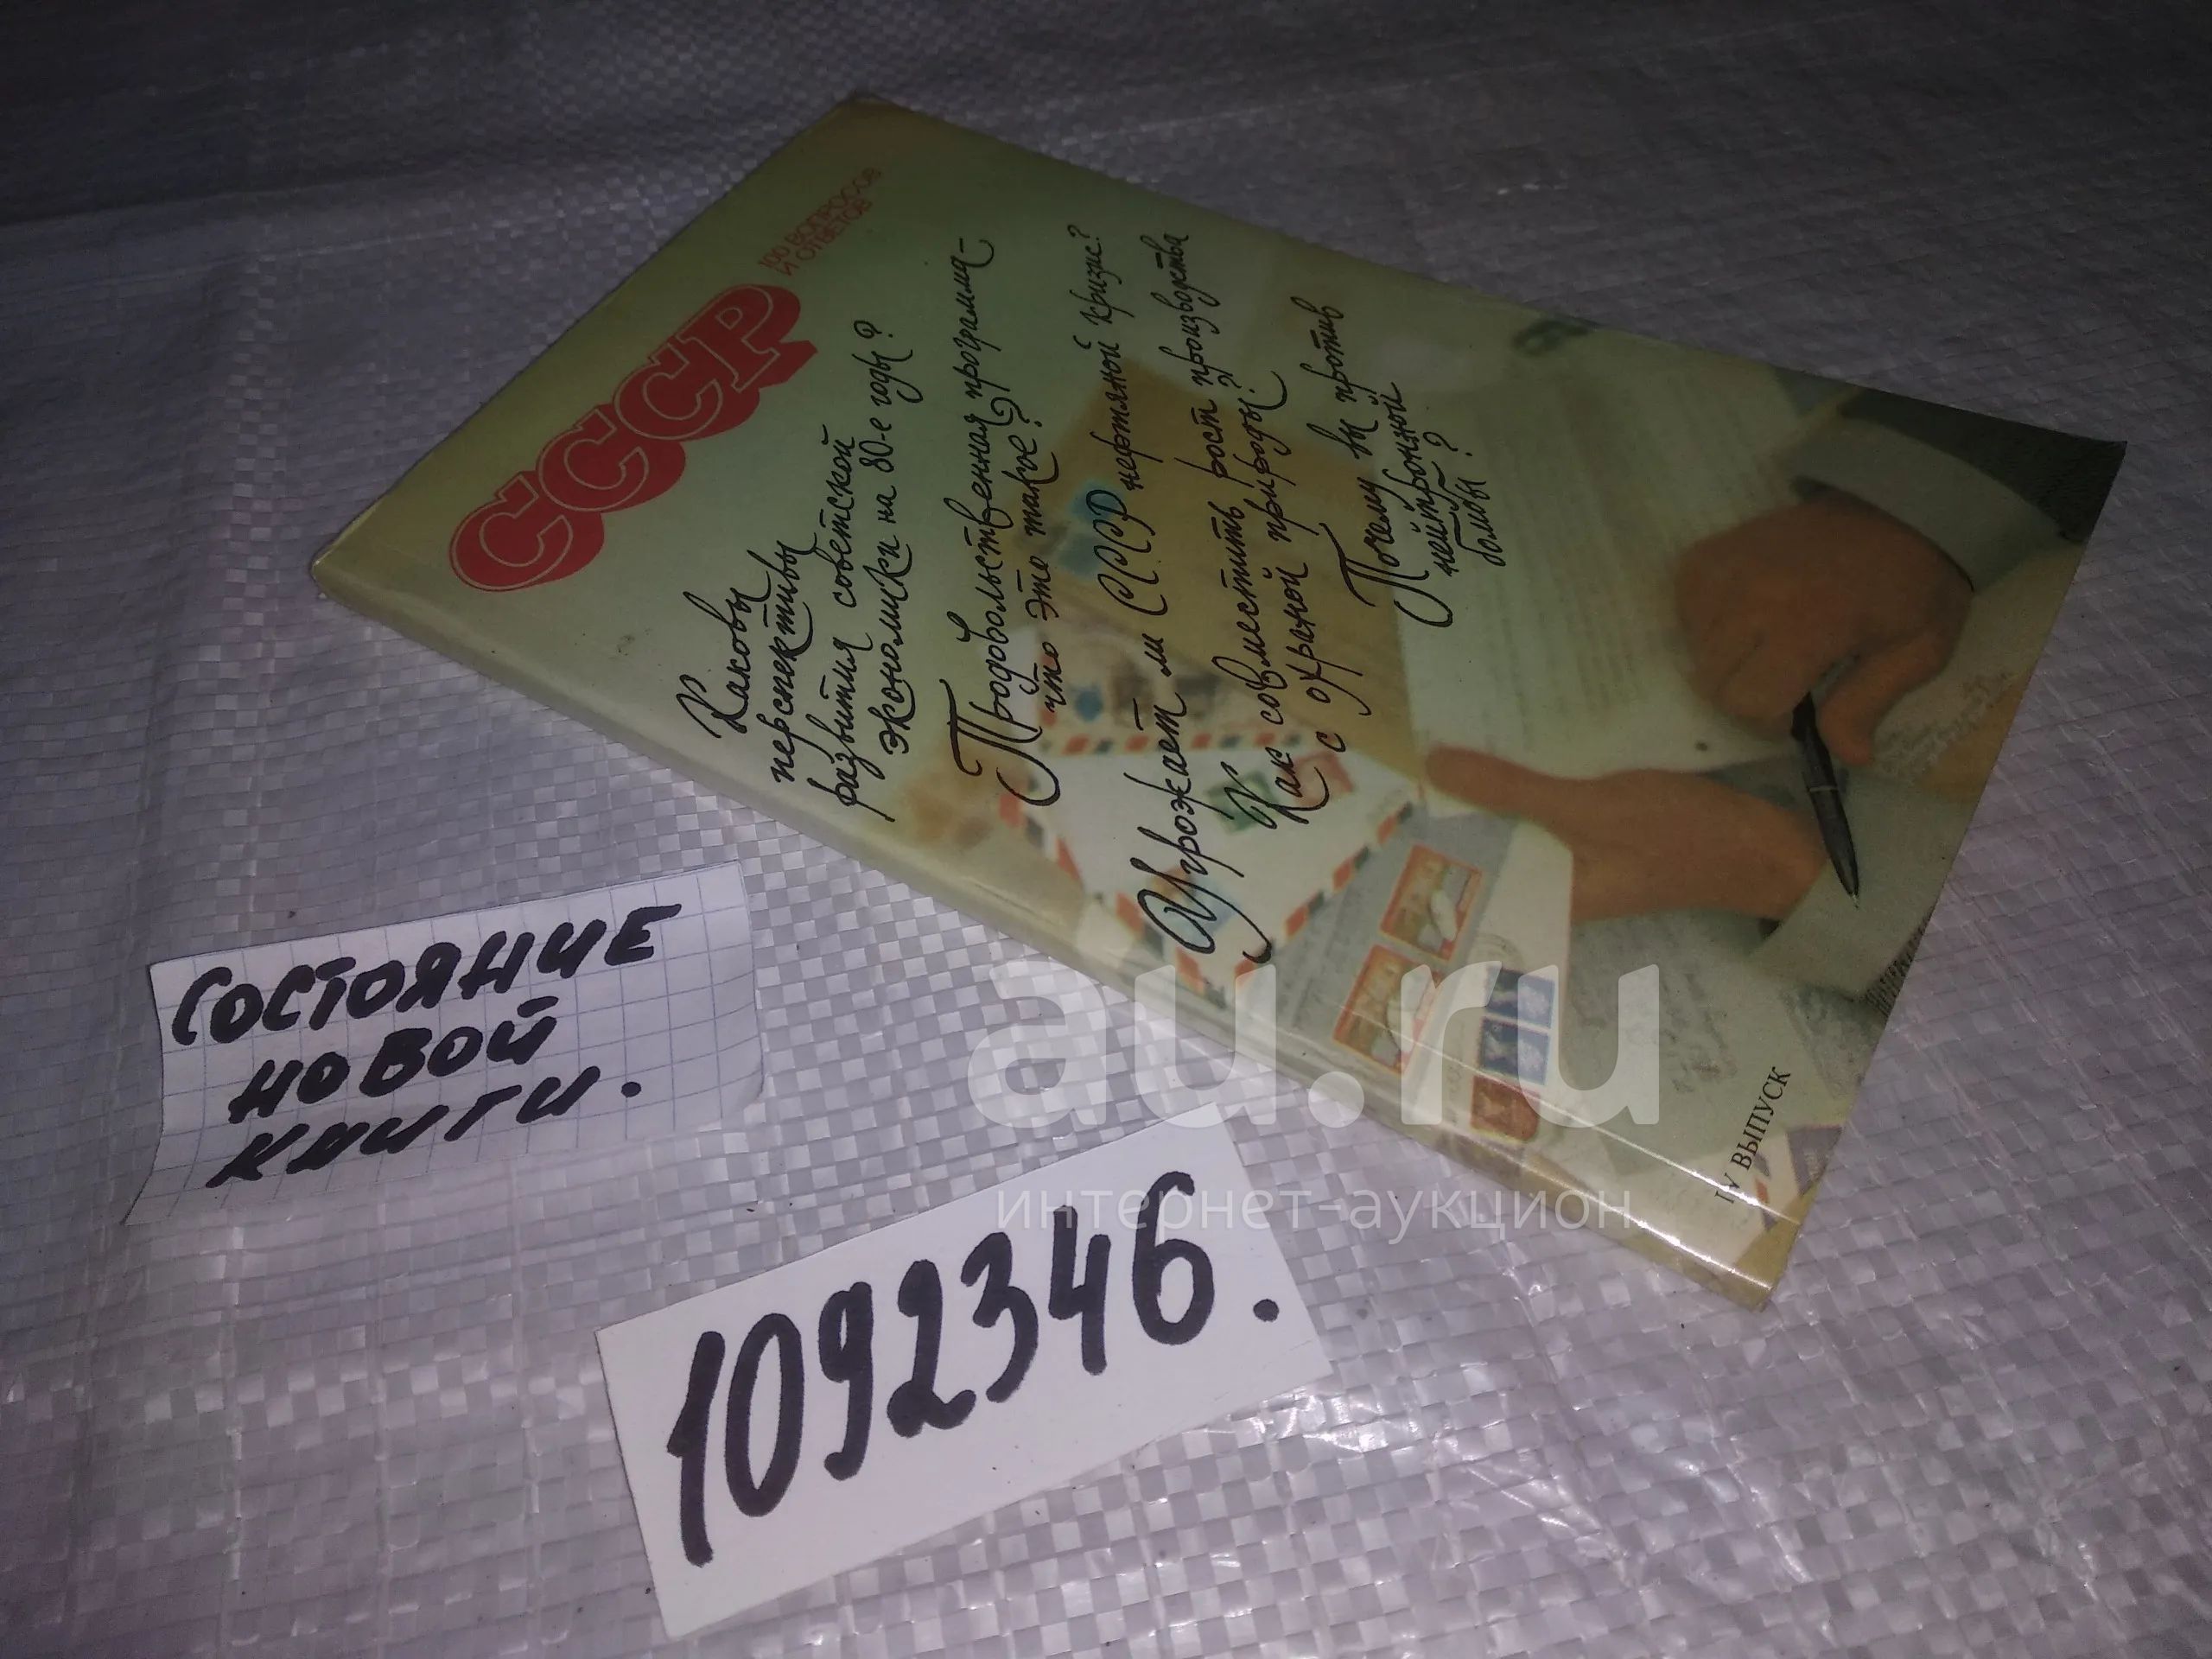 СССР
100 ВОПРОСОВ
И ОТВЕТОВ
Каковы
перспективы
развития советской
экономики на 80-е годы?
Продовольственная программа –
что это такое?
Угрожает ли СССР нефтяной кризис?
Как совместить рост производства
с охраной природы?
Почему вы против
нейтронной
бомбы?
IV ВЫПУСК
СОСТОЯНИЕ
НОВОЙ
КНИГИ.
1092346.
au.ru
интернет-аукцион